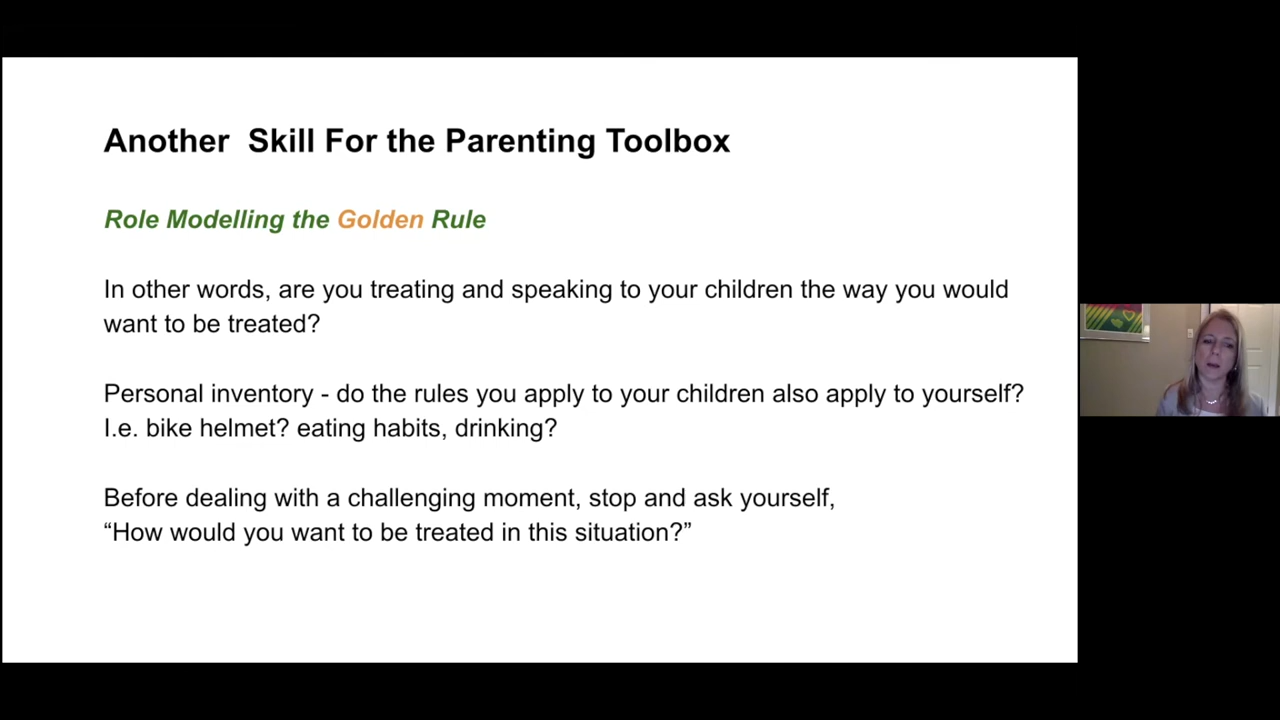 Another  Skill For the Parenting Toolbox
Role Modelling the Golden Rule
In other words, are you treating and speaking to your children the way you would
want to be treated?
Personal inventory - do the rules you apply to your children also apply to yourself?
I.e. bike helmet? eating habits, drinking?
Before dealing with a challenging moment, stop and ask yourself,
“How would you want to be treated in this situation?”